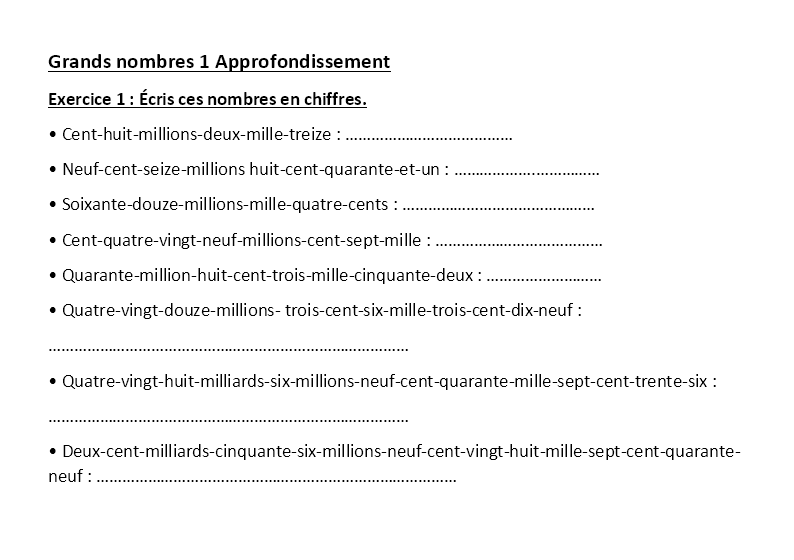 Grands nombres 1 Approfondissement
Exercice 1 : Écris ces nombres en chiffres.
• Cent-huit-millions-deux-mille-treize : …………………………………
• Neuf-cent-seize-millions huit-cent-quarante-et-un : ……………………………
• Soixante-douze-millions-mille-quatre-cents : ………………………………………
• Cent-quatre-vingt-neuf-millions-cent-sept-mille : …………………………………
• Quarante-million-huit-cent-trois-mille-cinquante-deux : ………………………
• Quatre-vingt-douze-millions- trois-cent-six-mille-trois-cent-dix-neuf :
…………………………………………………………………………
• Quatre-vingt-huit-milliards-six-millions-neuf-cent-quarante-mille-sept-cent-trente-six :
…………………………………………………………………………
• Deux-cent-milliards-cinquante-six-millions-neuf-cent-vingt-huit-mille-sept-cent-quarante-
neuf : …………………………………………………………………………